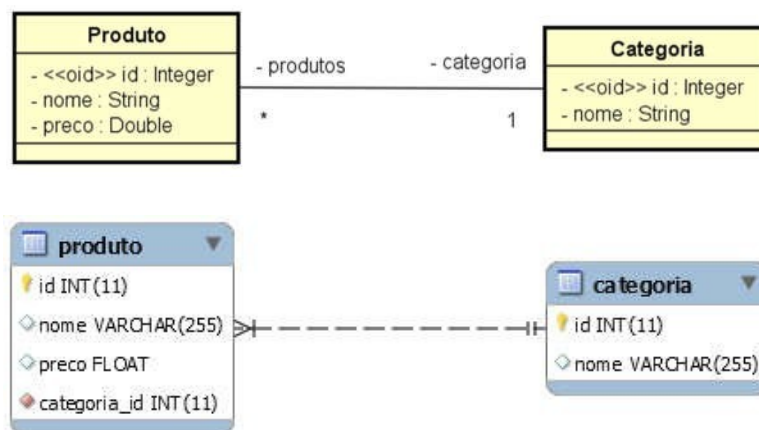 Produto
- <<oid>> id : Integer
- nome : String
- preco : Double
- produtos
- categoria
*
1
Categoria
- <<oid>> id : Integer
- nome : String
produto
id INT(11)
nome VARCHAR(255)
preco FLOAT
categoria_id INT(11)
categoria
id INT(11)
nome VARCHAR(255)